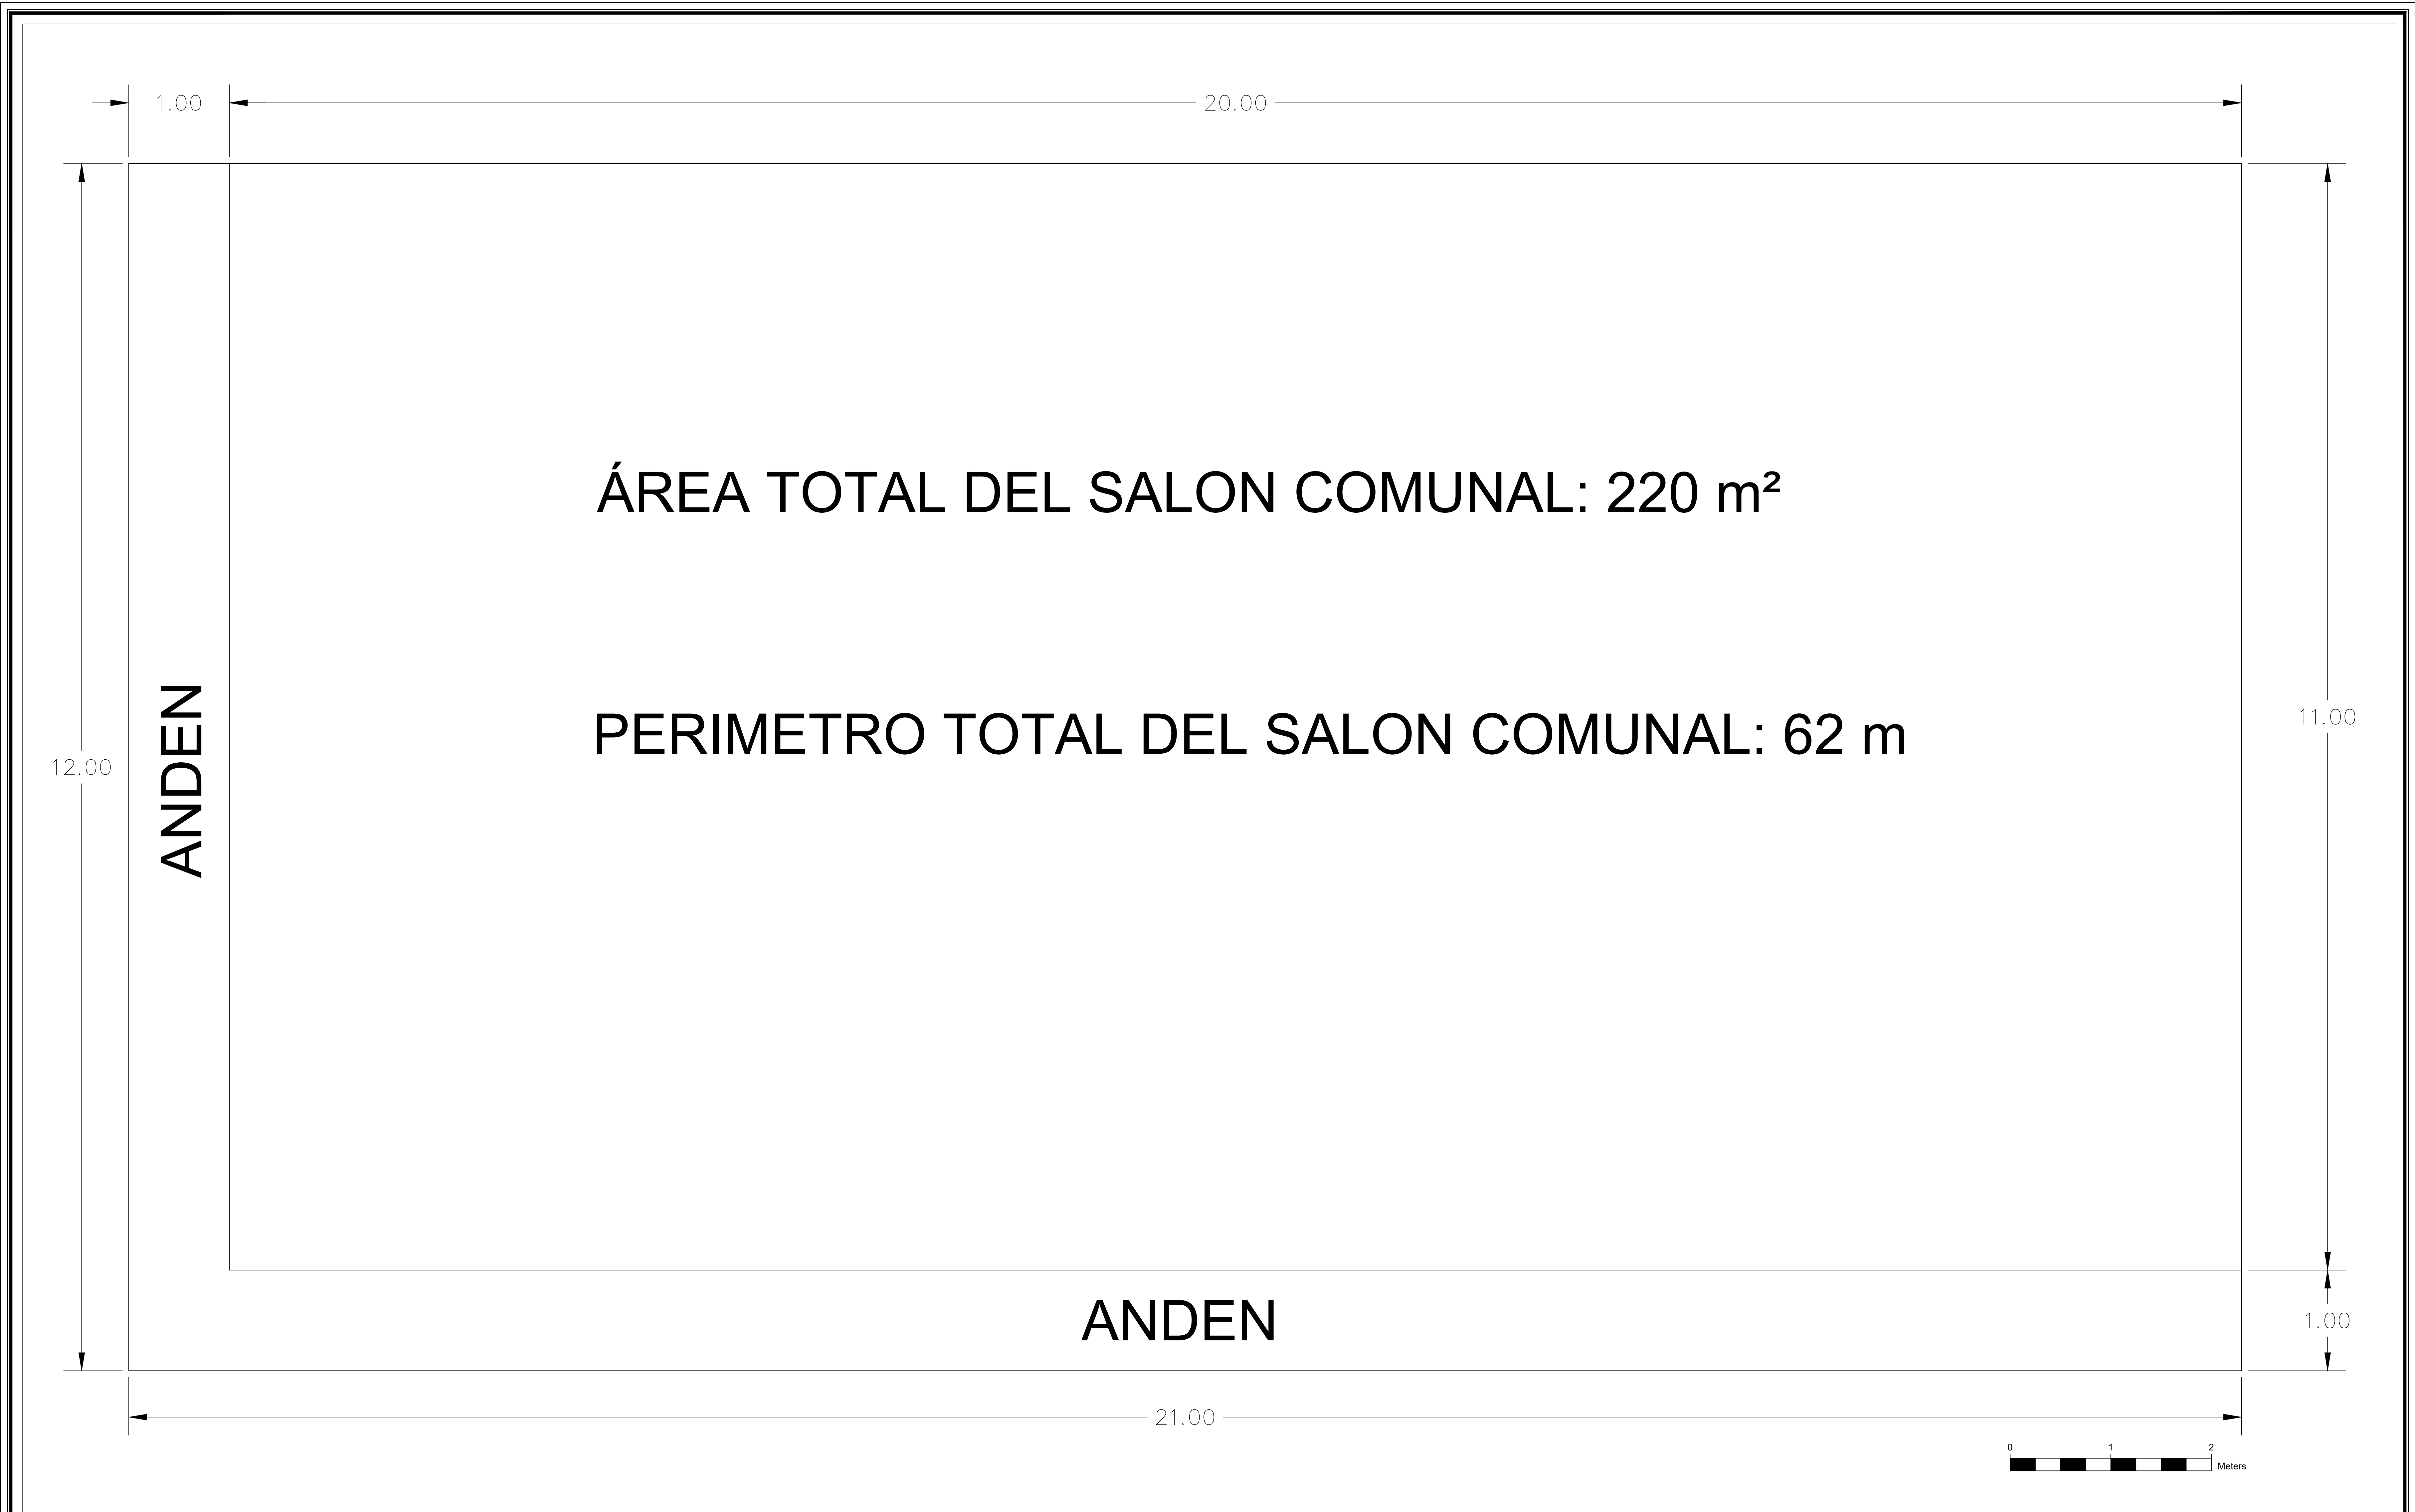 1.00
20.00
ÁREA TOTAL DEL SALON COMUNAL: 220 m²
PERIMETRO TOTAL DEL SALON COMUNAL: 62 m
ANDEN
12.00
11.00
ANDEN
1.00
21.00
0 1 2
Meters